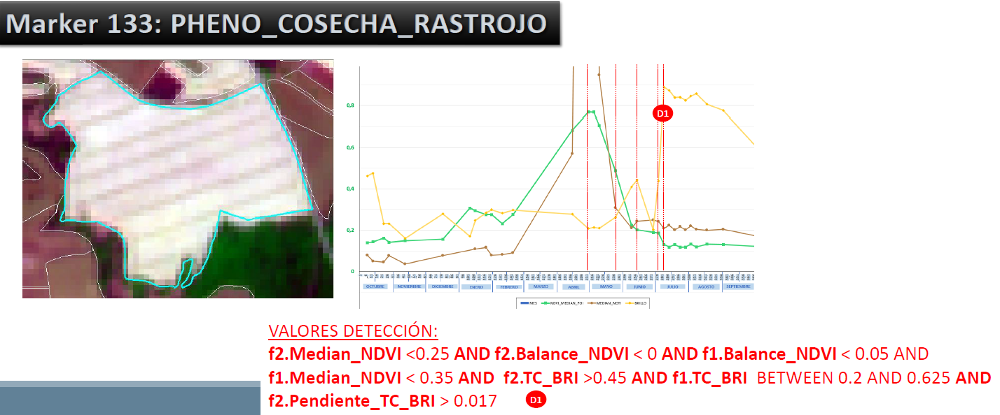 Marker 133: PHENO_COSECHA_RASTROJO
0,8
0,6
0,4
0,2
0
D1
OCTUBRE
NOVIEMBRE
DICIEMBRE
ENERO
FEBRERO
MARZO
ABRIL
MAYO
JUNIO
JULIO
AGOSTO
SEPTIEMBRE
MES NDVI_MEDIAN_POI MEDIAN_NDTI BRILLO
VALORES DETECCIÓN:
f2.Median_NDVI <0.25 AND f2.Balance_NDVI < 0 AND f1.Balance_NDVI < 0.05 AND
f1.Median_NDVI < 0.35 AND f2.TC_BRI >0.45 AND f1.TC_BRI BETWEEN 0.2 AND 0.625 AND
f2.Pendiente_TC_BRI > 0.017 D1